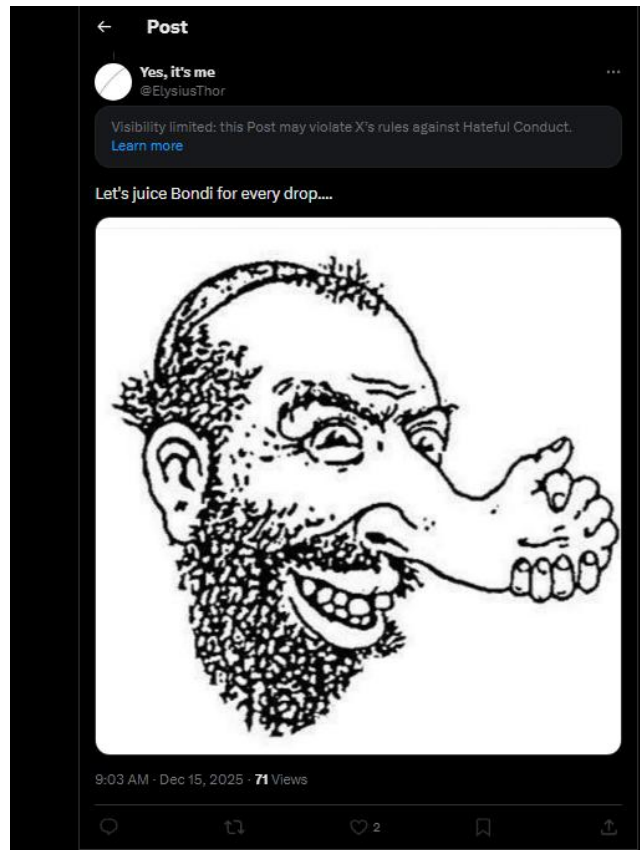 Post
Yes, it's me
@ElysiusThor
Visibility limited: this Post may violate X's rules against Hateful Conduct.
Learn more
Let's juice Bondi for every drop....
9:03 AM · Dec 15, 2025 · 71 Views
2